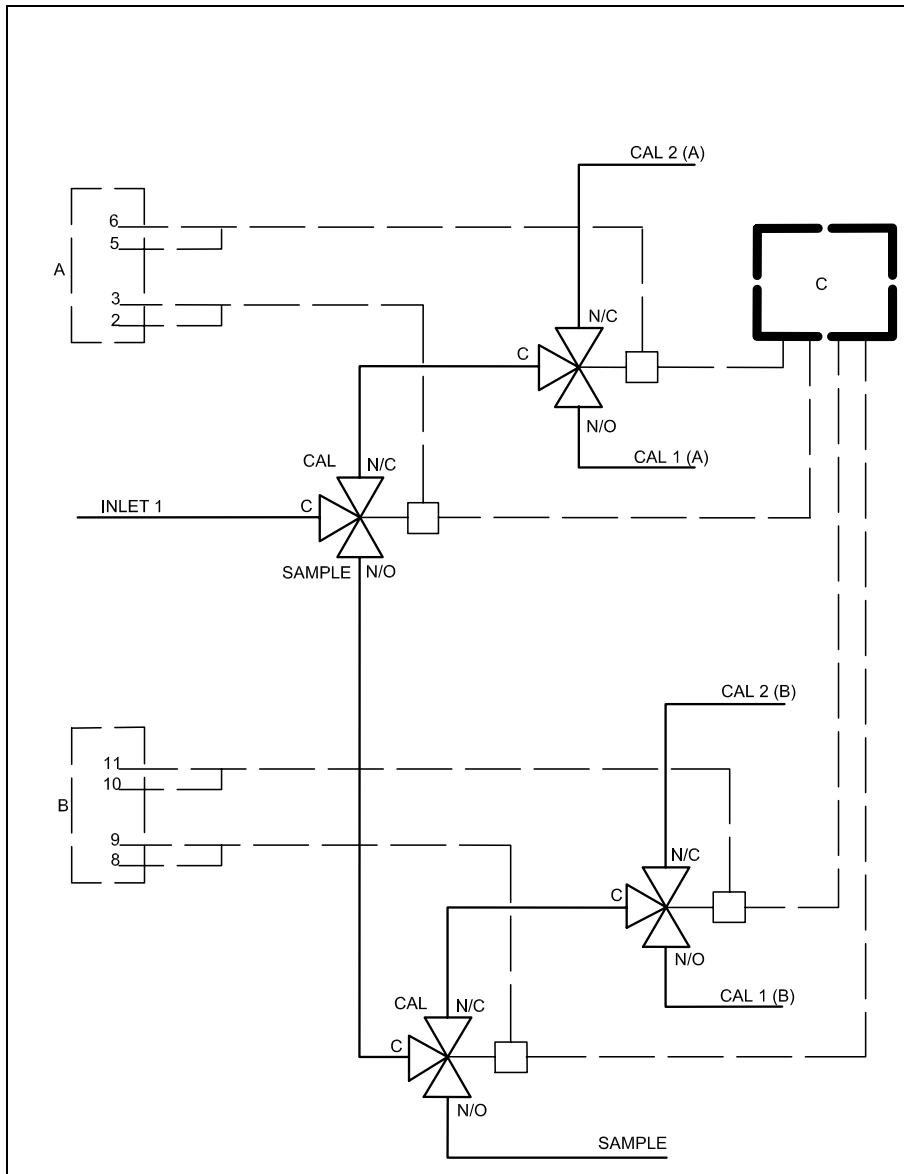 CAL 2 (A)
6
5
A
3
2
C
N/C
C
N/O
CAL 1 (A)
CAL
N/C
INLET 1
C
SAMPLE
N/O
CAL 2 (B)
11
10
B
9
8
N/C
C
N/O
CAL 1 (B)
CAL
N/C
C
N/O
SAMPLE